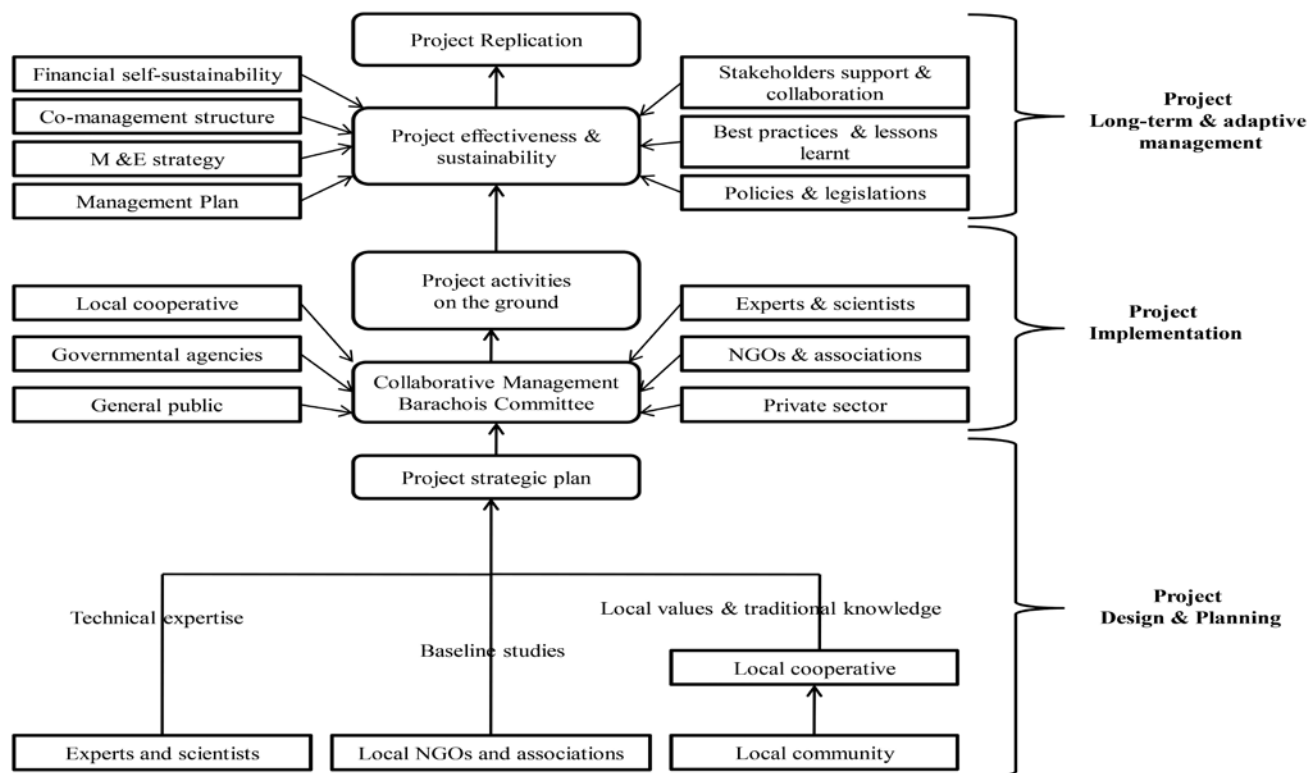 Project Replication
Financial self-sustainability
Co-management structure
M &E strategy
Management Plan
Project effectiveness &
sustainability
Stakeholders support &
collaboration
Best practices & lessons
learnt
Policies & legislations
Project
Long-term & adaptive
management
Project activities
on the ground
Local cooperative
Governmental agencies
General public
Collaborative Management
Barachois Committee
Experts & scientists
NGOs & associations
Private sector
Project
Implementation
Project strategic plan
Technical expertise
Baseline studies
Local values & traditional knowledge
Local cooperative
Experts and scientists
Local NGOs and associations
Local community
Project
Design & Planning